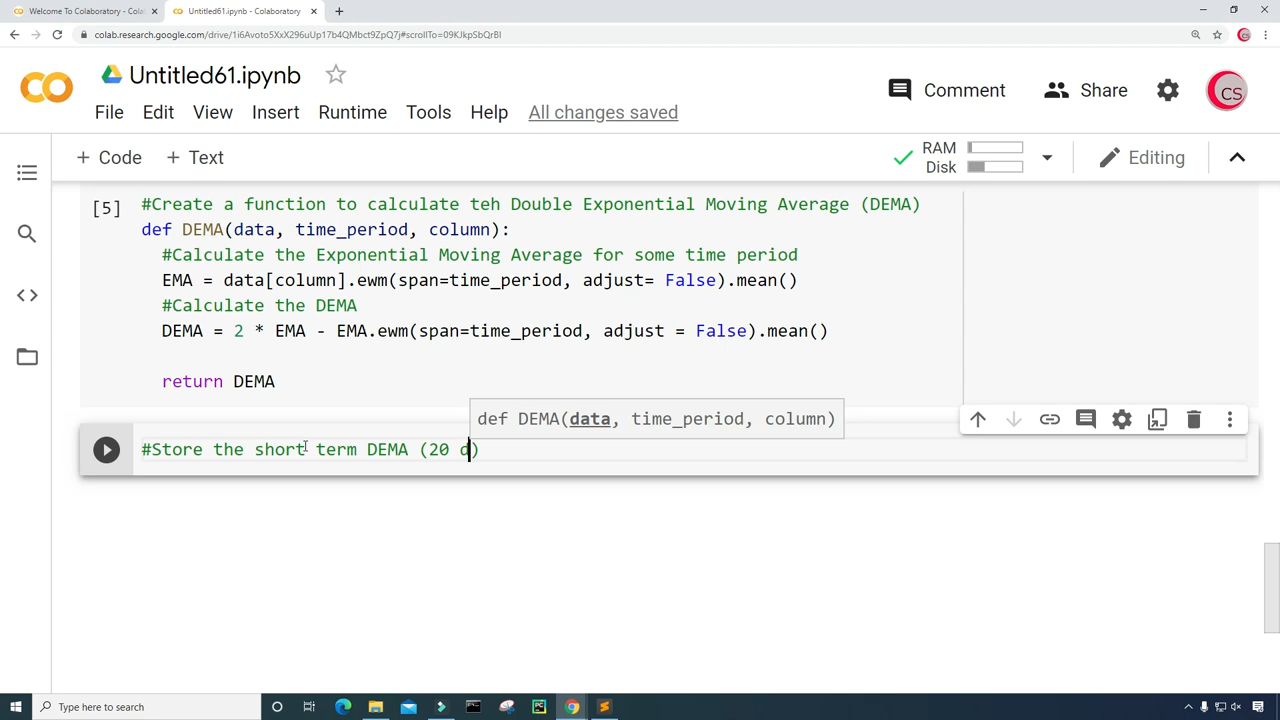 Welcome To Colaboratory - Colal
Untitled61.ipynb - Colaboratory
colab.research.google.com/drive/1i6Avoto5XxX296uUp17b4QMbct9ZpQ7j#scrollTo=09KJkpSbQrBI
Untitled61.ipynb
Comment
Share
CS
File Edit View Insert Runtime Tools Help All changes saved
+ Code + Text
RAM
Disk
Editing
[5]
#Create a function to calculate teh Double Exponential Moving Average (DEMA)
def DEMA(data, time_period, column):
#Calculate the Exponential Moving Average for some time period
EMA = data[column].ewm(span=time_period, adjust= False).mean()
#Calculate the DEMA
DEMA = 2 * EMA - EMA.ewm(span=time_period, adjust = False).mean()
return DEMA
def DEMA(data, time_period, column)
#Store the short term DEMA (20 d)
Type here to search